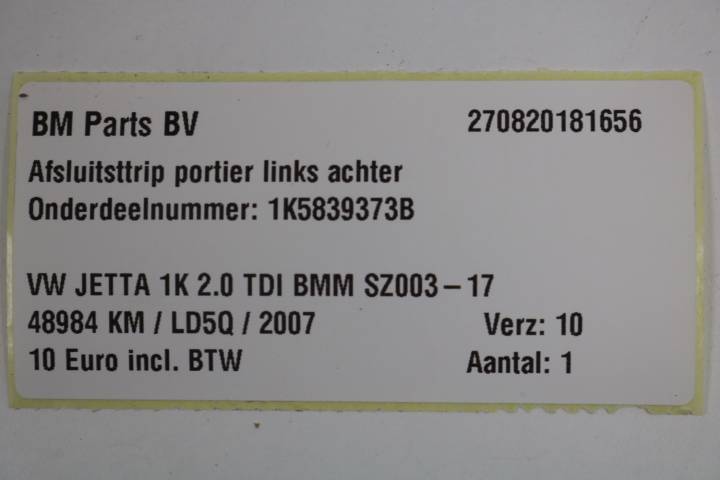 BM Parts BV 270820181656
Afsluitsttrip portier links achter
Onderdeelnummer: 1K5839373B
VW JETTA 1K 2.0 TDI BMM SZ003-17
48984 KM / LD5Q / 2007 Verz: 10
10 Euro incl. BTW Aantal: 1